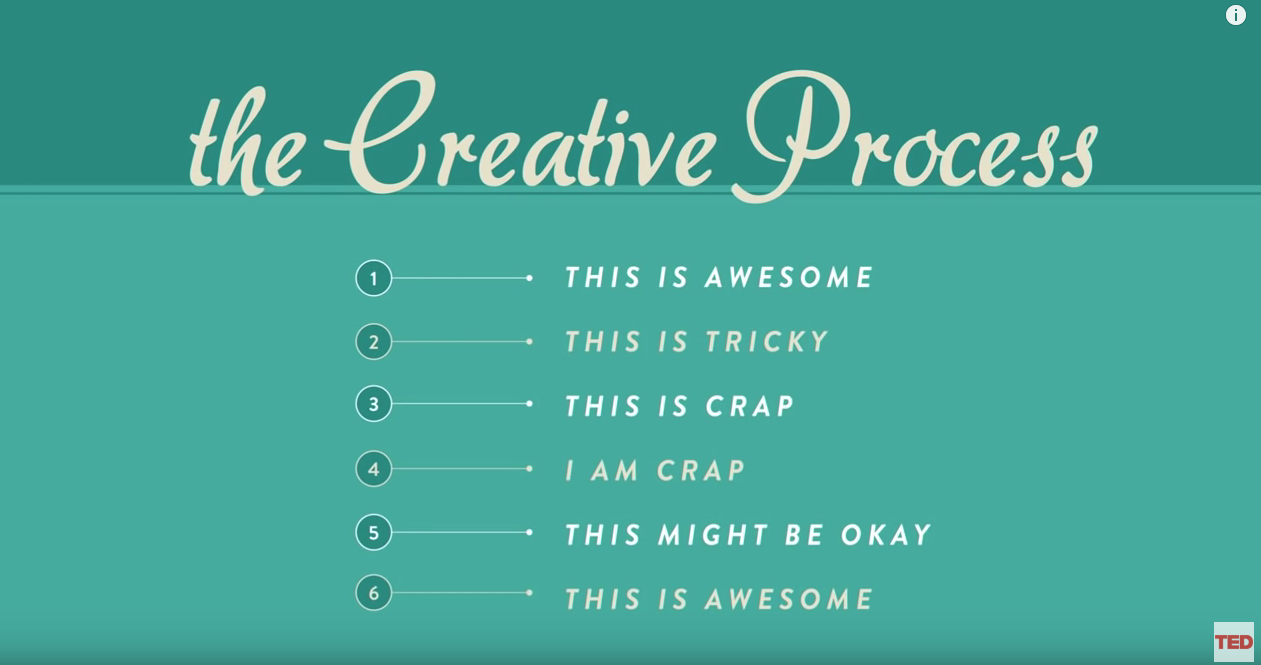 the Creative Process
1 THIS IS AWESOME
2 THIS IS TRICKY
3 THIS IS CRAP
4 I AM CRAP
5 THIS MIGHT BE OKAY
6 THIS IS AWESOME
TED
i